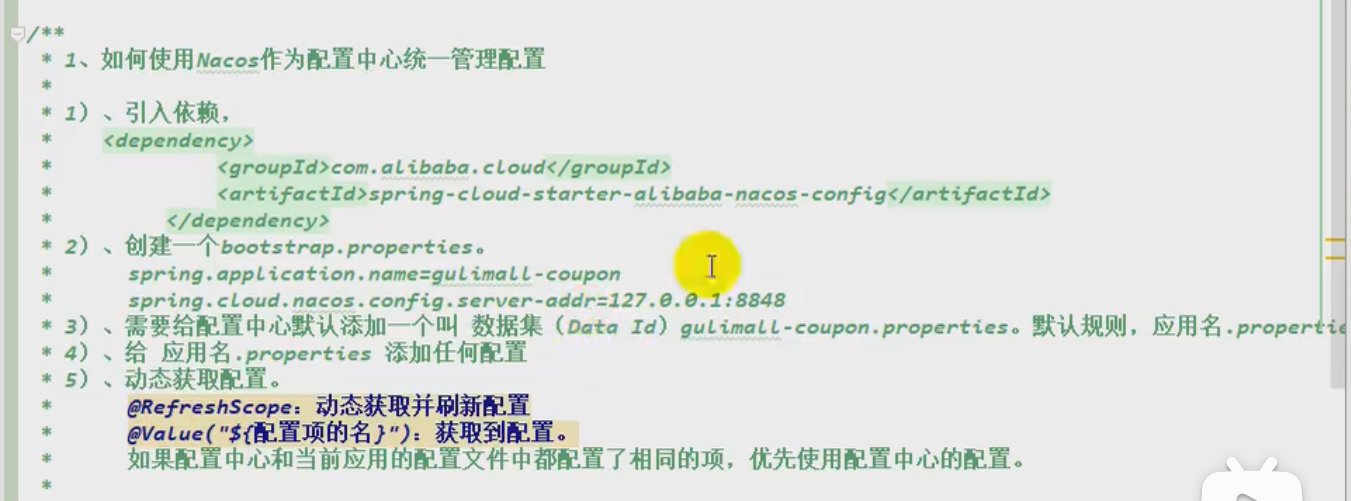 /**
* 1、如何使用Nacos作为配置中心统一管理配置
*
* 1)、引入依赖，
* <dependency>
* <groupId>com.alibaba.cloud</groupId>
* <artifactId>spring-cloud-starter-alibaba-nacos-config</artifactId>
* </dependency>
* 2)、创建一个bootstrap.properties。
* spring.application.name=gulimall-coupon
* spring.cloud.nacos.config.server-addr=127.0.0.1:8848
* 3)、需要给配置中心默认添加一个叫 数据集（Data Id）gulimall-coupon.properties。默认规则，应用名.propertie
* 4)、给 应用名.properties 添加任何配置
* 5)、动态获取配置。
* @RefreshScope：动态获取并刷新配置
* @Value("${配置项的名}")：获取到配置。
* 如果配置中心和当前应用的配置文件中都配置了相同的项，优先使用配置中心的配置。
*